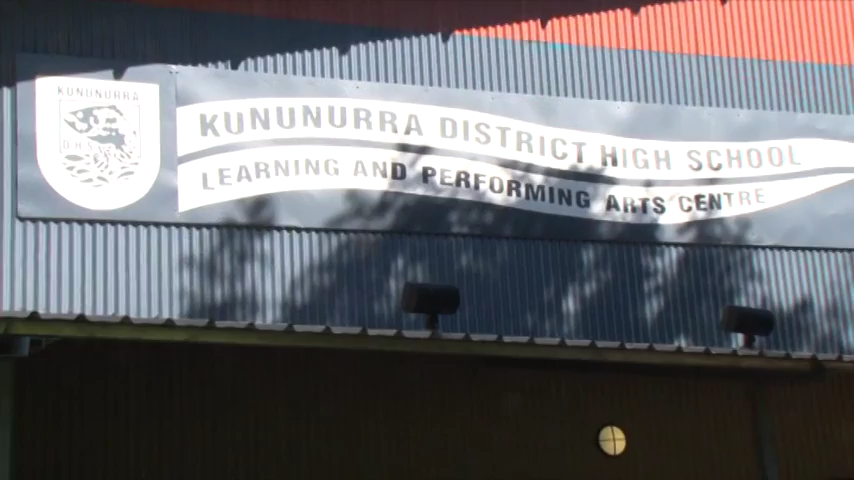 KUNUNURRA
D.H.S
KUNUNURRA DISTRICT HIGH SCHOOL
LEARNING AND PERFORMING ARTS CENTRE